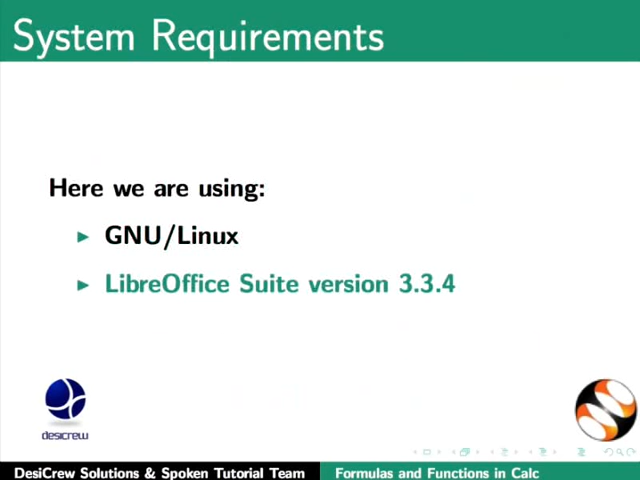 System Requirements
Here we are using:
GNU/Linux
LibreOffice Suite version 3.3.4
desicrew
DesiCrew Solutions & Spoken Tutorial Team
Formulas and Functions in Calc